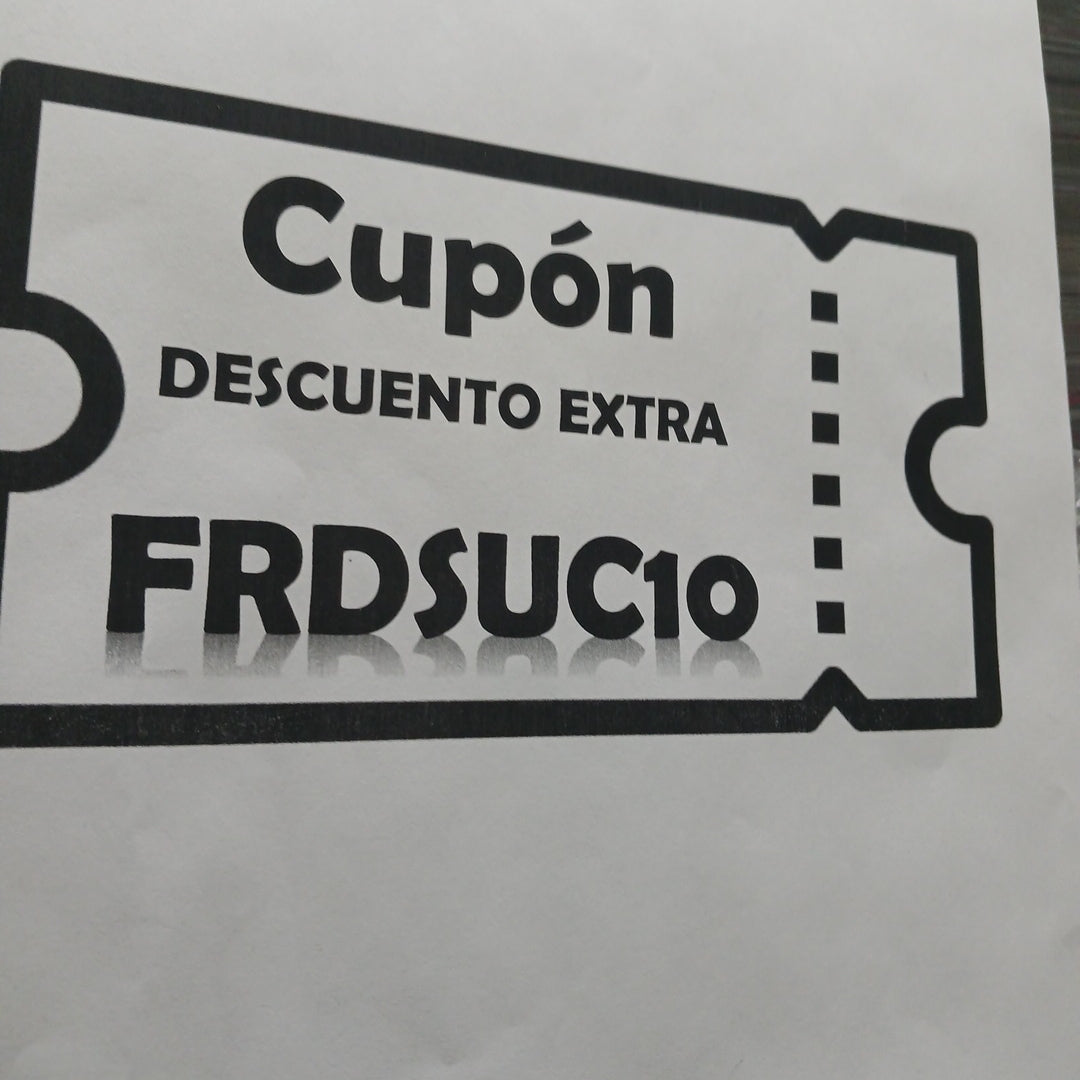 Cupón
DESCUENTO EXTRA
FRDSUC10